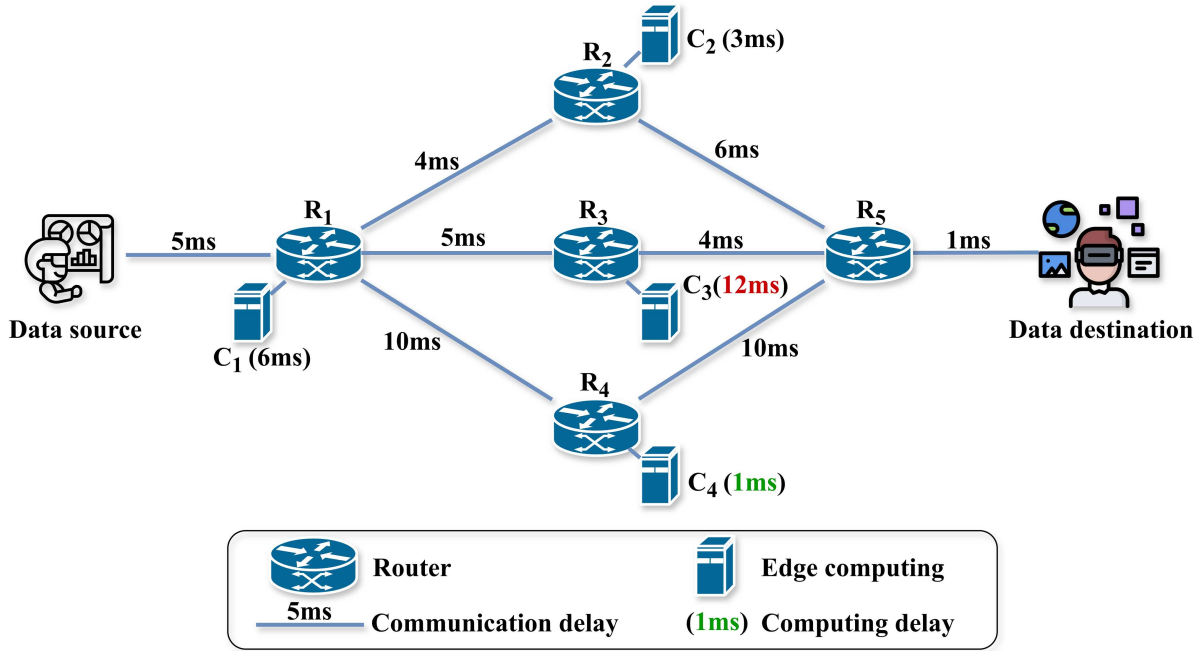 C2 (3ms)
R2
4ms
6ms
R1
R3
R5
5ms
5ms
4ms
1ms
C3(12ms)
Data source
Data destination
C1 (6ms)
10ms
10ms
R4
C4 (1ms)
Router
Edge computing
5ms
Communication delay
(1ms) Computing delay